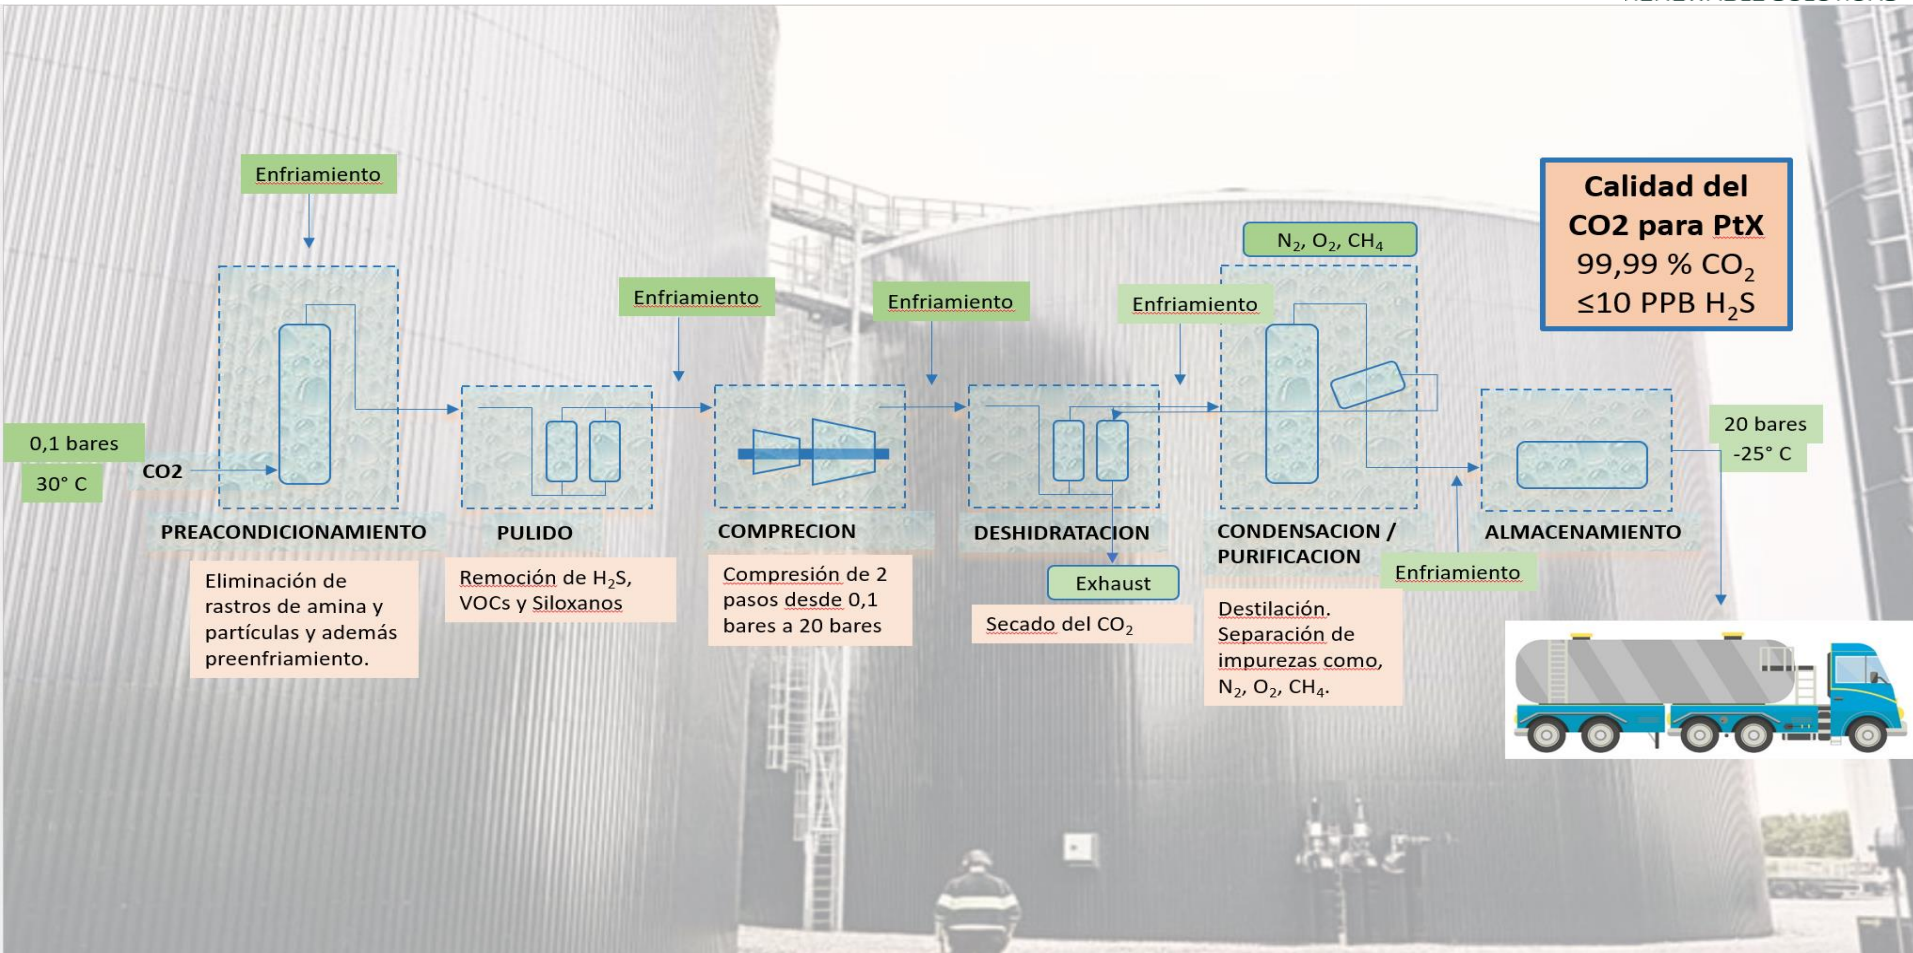 Enfriamiento
Calidad del
CO2 para PtX
99,99 % CO₂
≤10 PPB H₂S
N₂, O₂, CH₄
Enfriamiento
Enfriamiento
Enfriamiento
0,1 bares
30° C
CO2
20 bares
-25° C
PREACONDICIONAMIENTO
Eliminación de
rastros de amina y
partículas y además
preenfriamiento.
PULIDO
Remoción de H₂S,
VOCs y Siloxanos
COMPRECION
Compresión de 2
pasos desde 0,1
bares a 20 bares
DESHIDRATACION
Exhaust
Secado del CO₂
CONDENSACION /
PURIFICACION
Destilación.
Separación de
impurezas como,
N₂, O₂, CH₄.
Enfriamiento
ALMACENAMIENTO